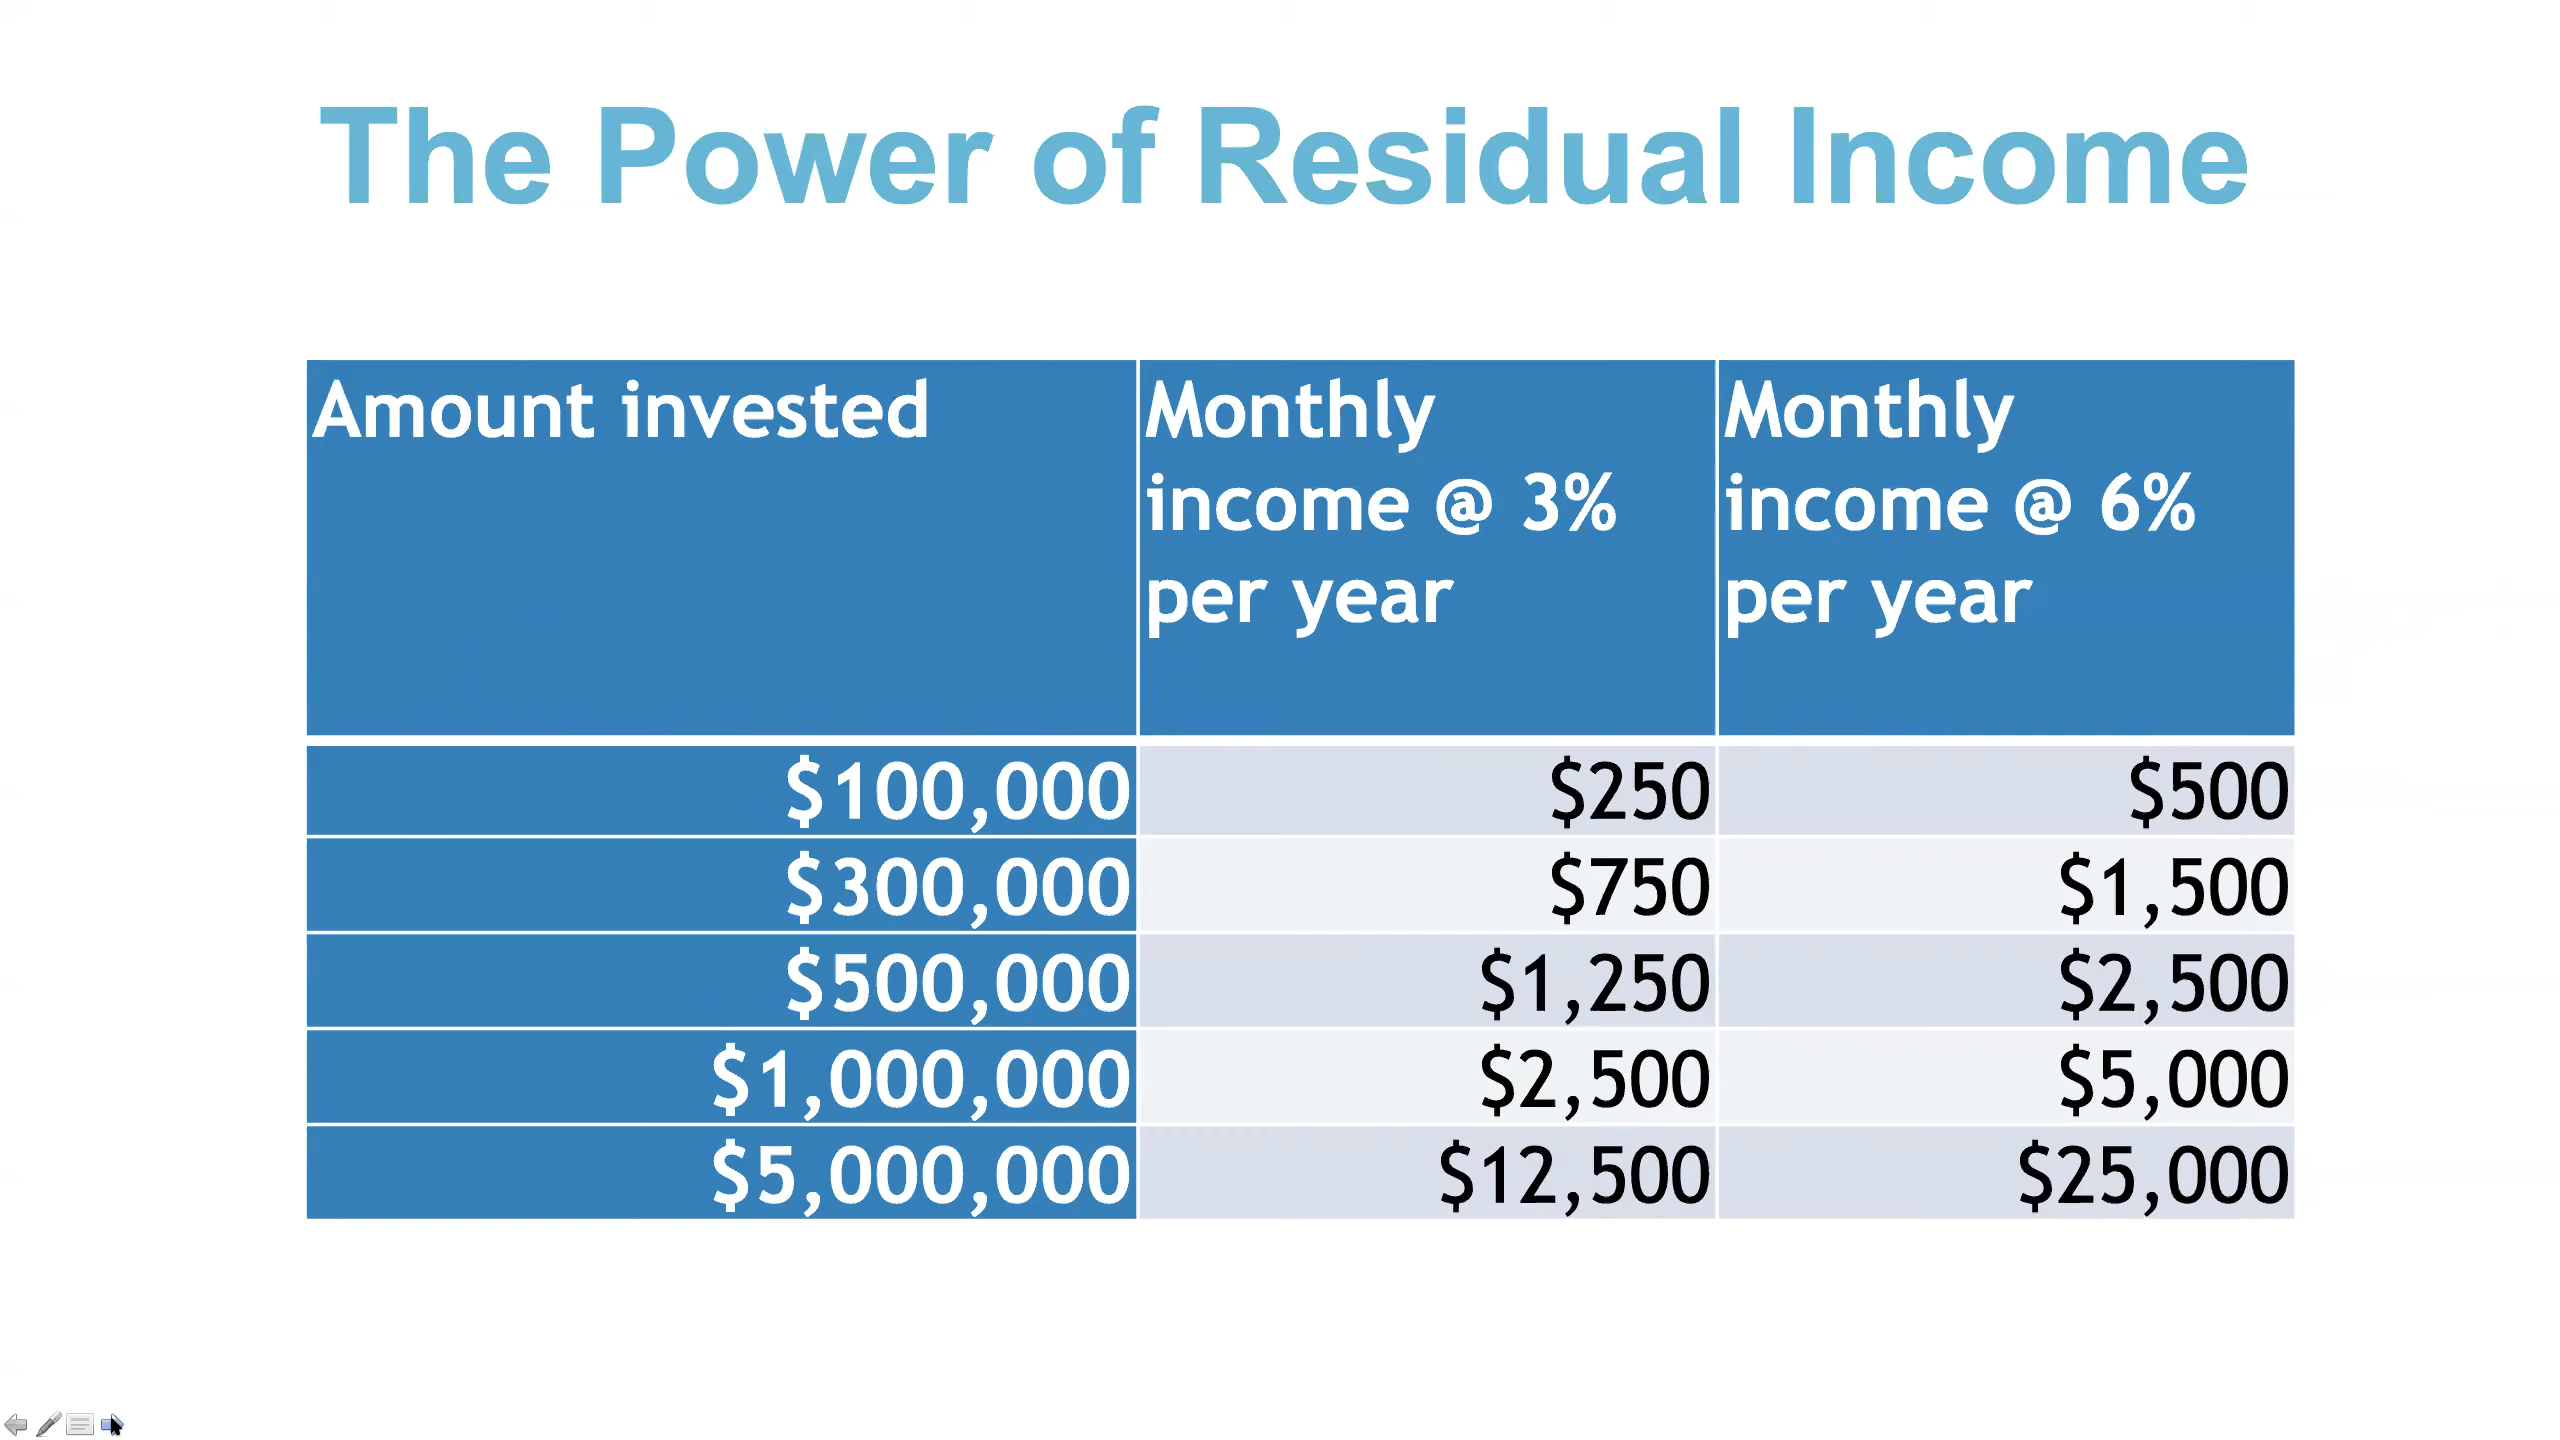 The Power of Residual Income
Amount invested
Monthly
income @ 3%
per year
Monthly
income @ 6%
per year
$100,000 $250 $500
$300,000 $750 $1,500
$500,000 $1,250 $2,500
$1,000,000 $2,500 $5,000
$5,000,000 $12,500 $25,000